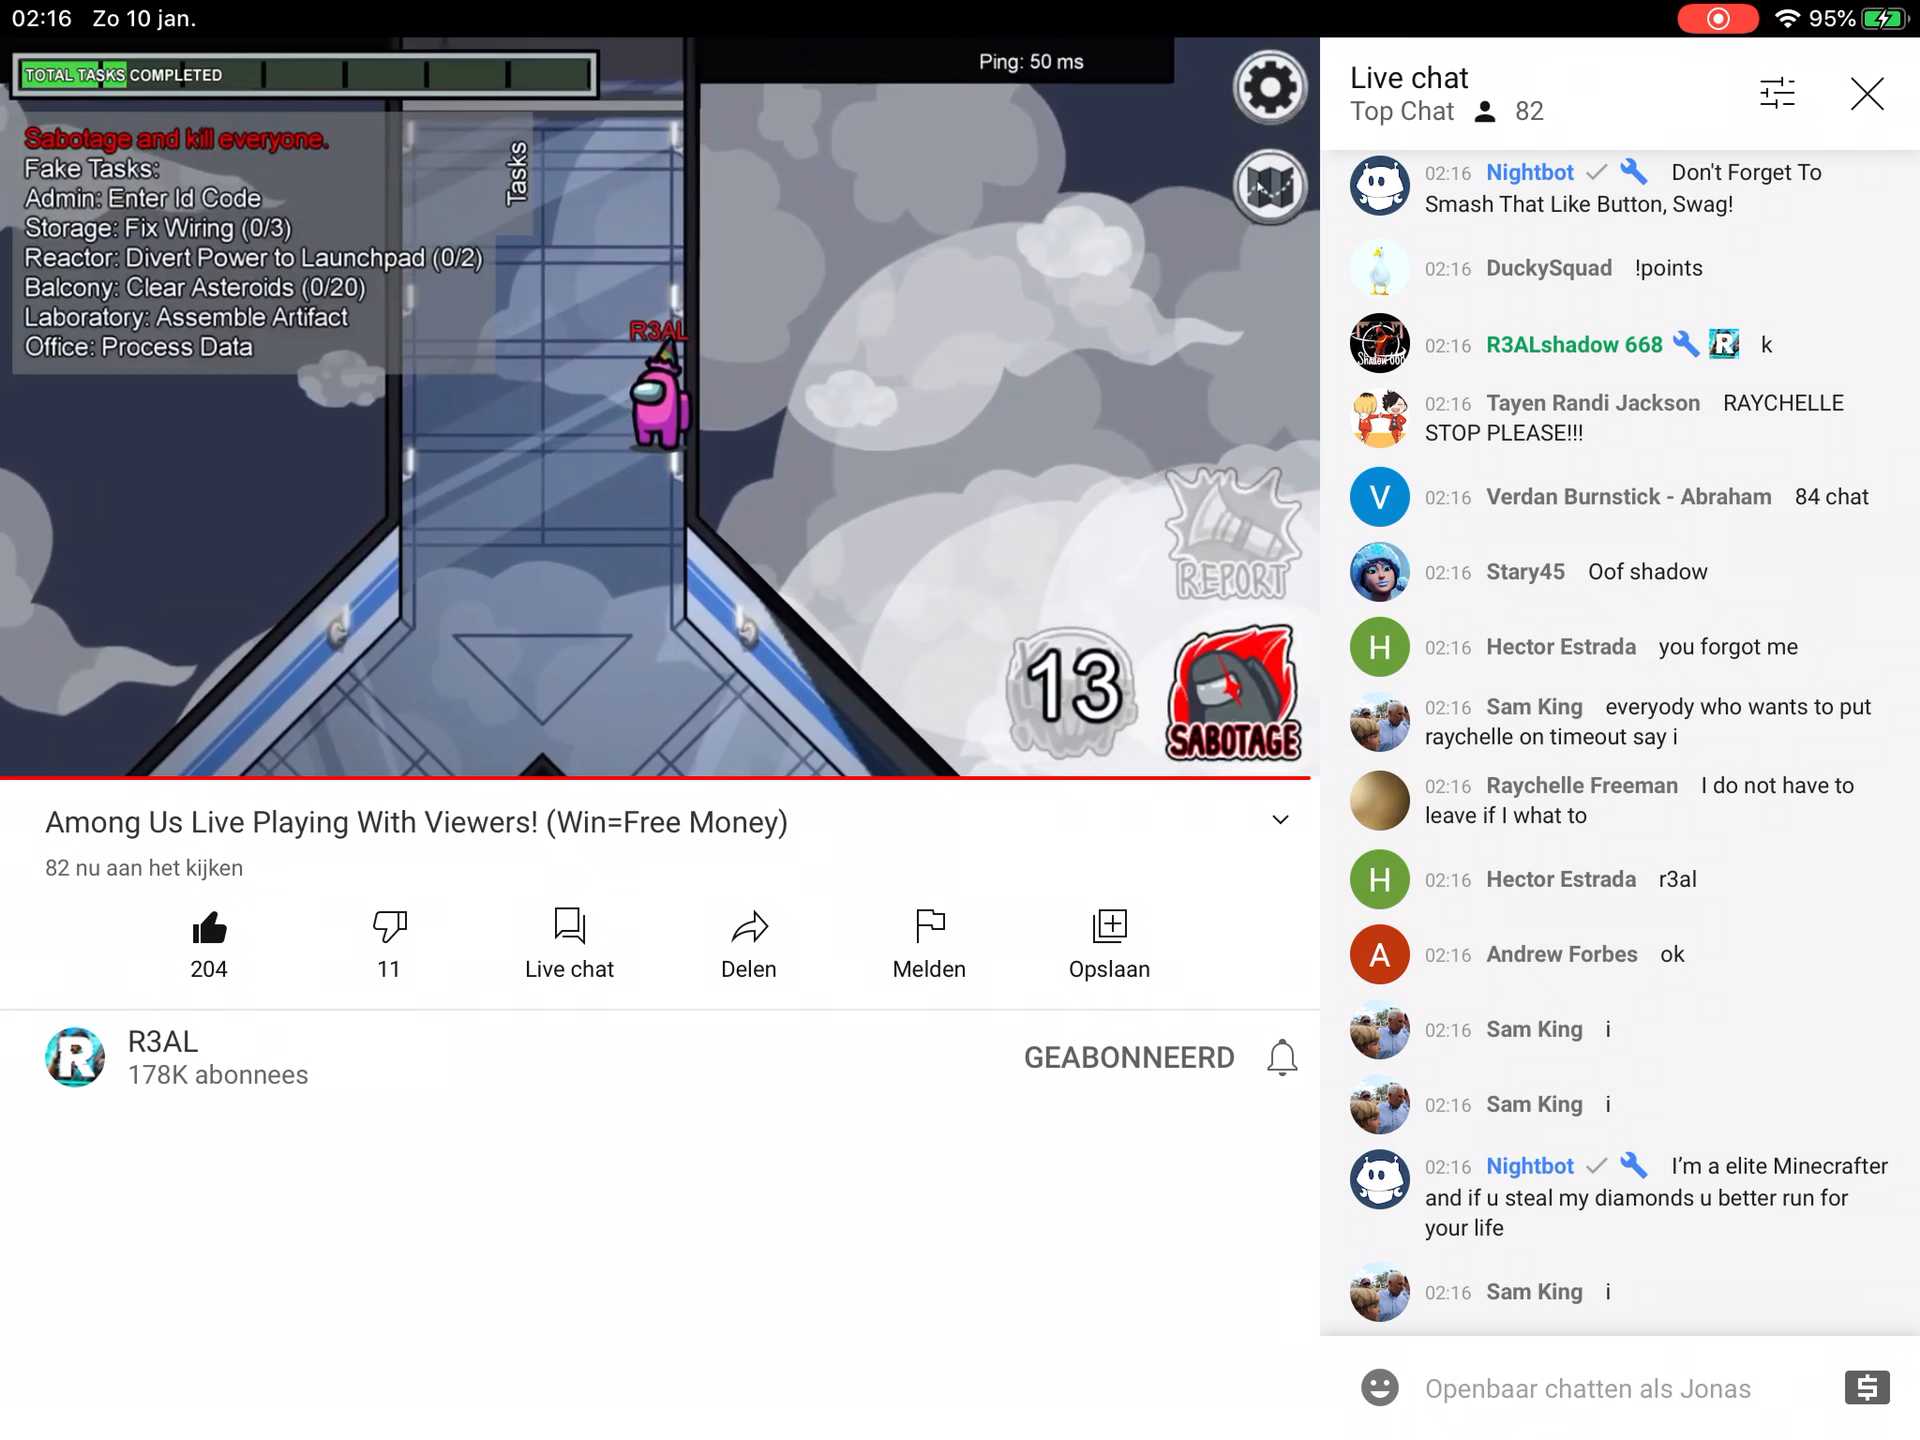 02:16 Zo 10 jan.
95%
TOTAL TASKS COMPLETED
Ping: 50 ms
Sabotage and kill everyone.
Fake Tasks:
Admin: Enter Id Code
Storage: Fix Wiring (0/3)
Reactor: Divert Power to Launchpad (0/2)
Balcony: Clear Asteroids (0/20)
Laboratory: Assemble Artifact
Office: Process Data
Tasks
R3AL
REPORT
13
SABOTAGE
Among Us Live Playing With Viewers! (Win=Free Money)
82 nu aan het kijken
204
11
Live chat
Delen
Melden
Opslaan
R
R3AL
178K abonnees
GEABONNEERD
Live chat
Top Chat 82
02:16 Nightbot Don't Forget To
Smash That Like Button, Swag!
02:16 DuckySquad !points
02:16 R3ALshadow 668 R k
Shadow 668
02:16 Tayen Randi Jackson RAYCHELLE
STOP PLEASE!!!
V 02:16 Verdan Burnstick - Abraham 84 chat
02:16 Stary45 Oof shadow
H 02:16 Hector Estrada you forgot me
02:16 Sam King everyody who wants to put
raychelle on timeout say i
02:16 Raychelle Freeman I do not have to
leave if I what to
H 02:16 Hector Estrada r3al
A 02:16 Andrew Forbes ok
02:16 Sam King i
02:16 Sam King i
02:16 Nightbot I’m a elite Minecrafter
and if u steal my diamonds u better run for
your life
02:16 Sam King i
Openbaar chatten als Jonas
$